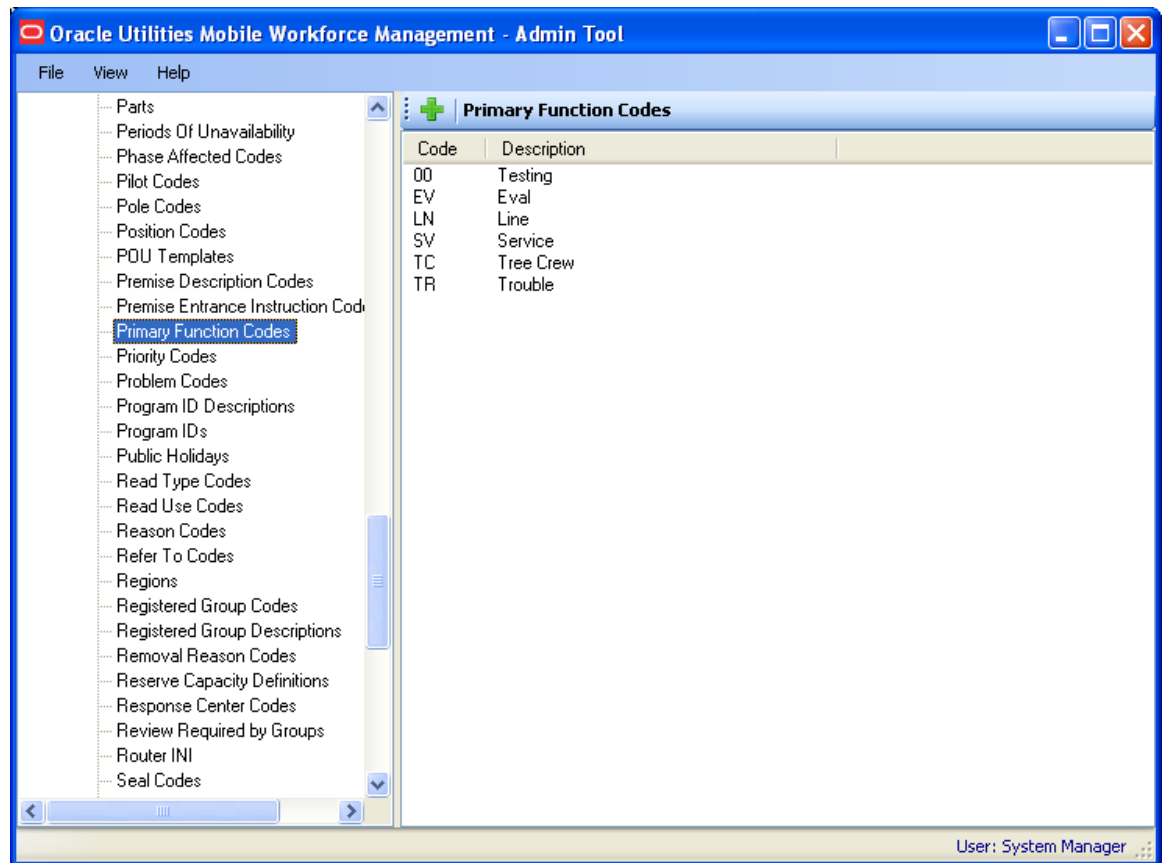 Oracle Utilities Mobile Workforce Management - Admin Tool
File View Help
Parts
Periods Of Unavailability
Phase Affected Codes
Pilot Codes
Pole Codes
Position Codes
POU Templates
Premise Description Codes
Premise Entrance Instruction Code
Primary Function Codes
Priority Codes
Problem Codes
Program ID Descriptions
Program IDs
Public Holidays
Read Type Codes
Read Use Codes
Reason Codes
Refer To Codes
Regions
Registered Group Codes
Registered Group Descriptions
Removal Reason Codes
Reserve Capacity Definitions
Response Center Codes
Review Required by Groups
Router INI
Seal Codes
Primary Function Codes
Code Description
00 Testing
EV Eval
LN Line
SV Service
TC Tree Crew
TR Trouble
User: System Manager